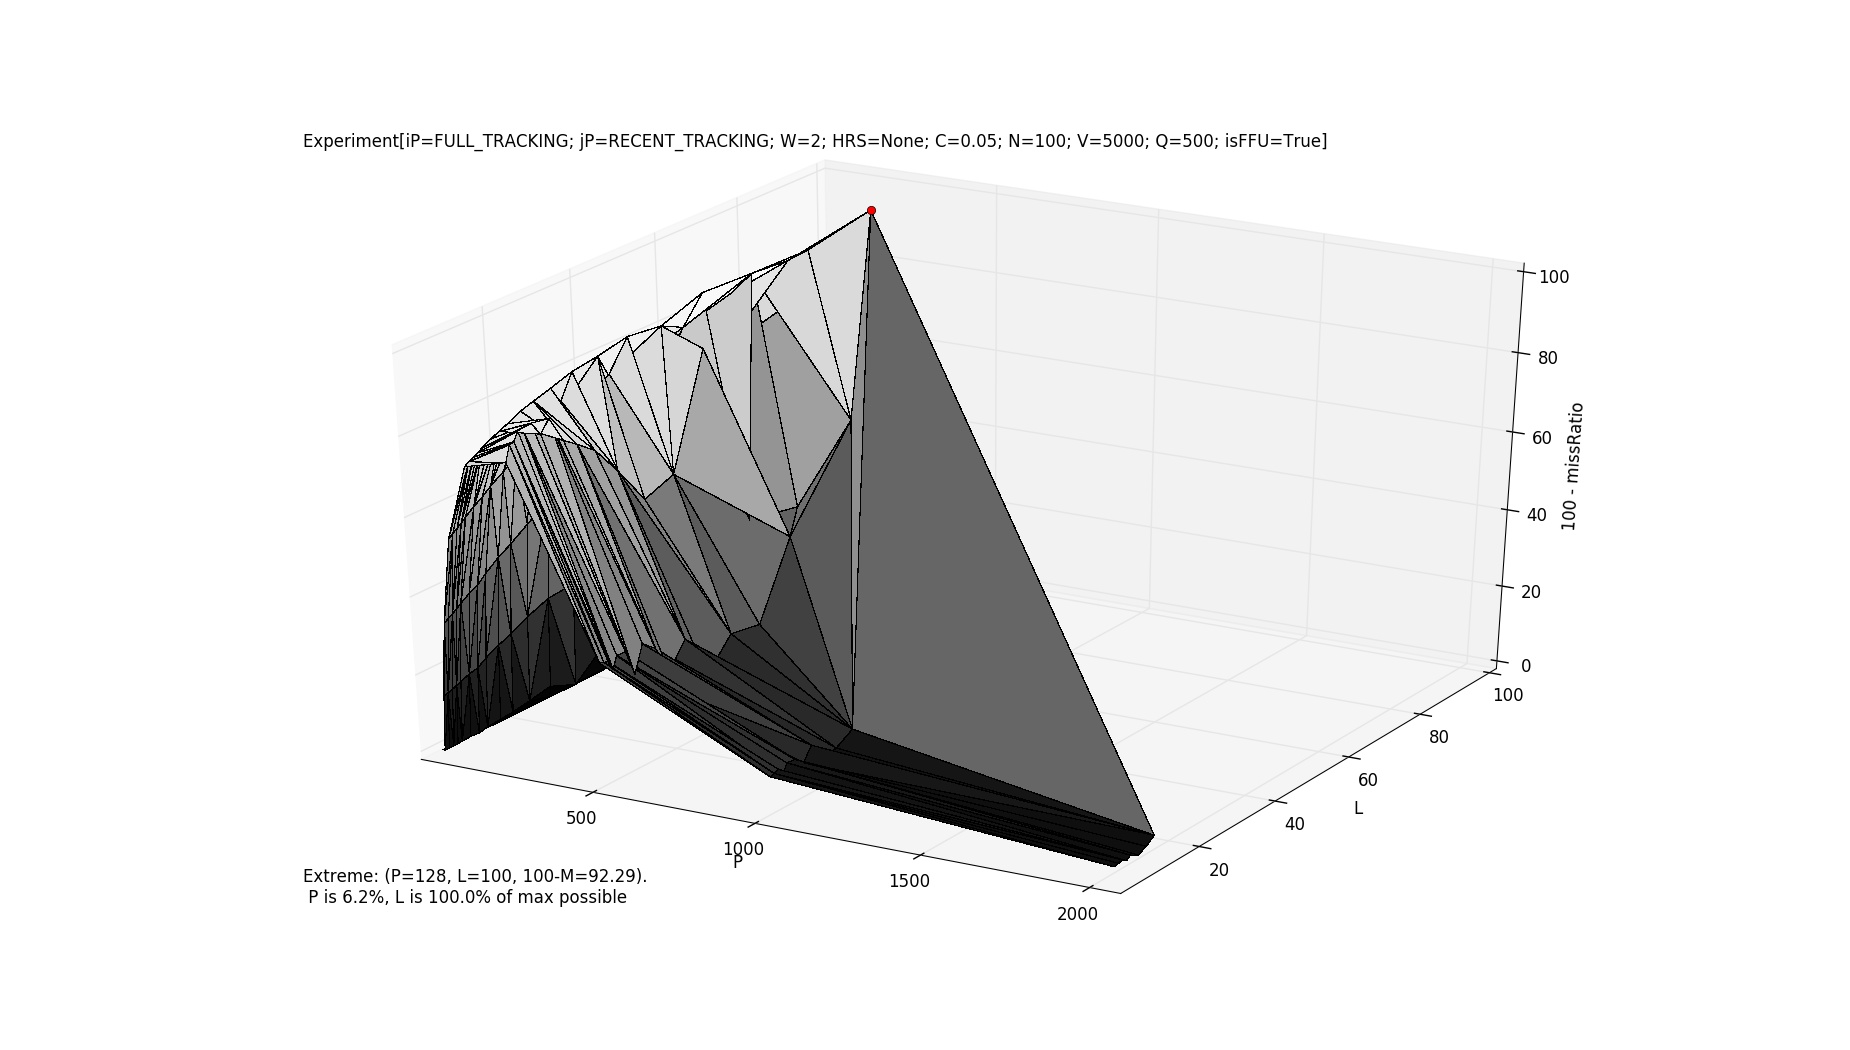 Experiment[iP=FULL_TRACKING; jP=RECENT_TRACKING; W=2; HRS=None; C=0.05; N=100; V=5000; Q=500; isFFU=True]
100
80
60
40
20
0
100 - missRatio
100
80
60
40
20
L
500
1000
1500
2000
P
Extreme: (P=128, L=100, 100-M=92.29).
P is 6.2%, L is 100.0% of max possible